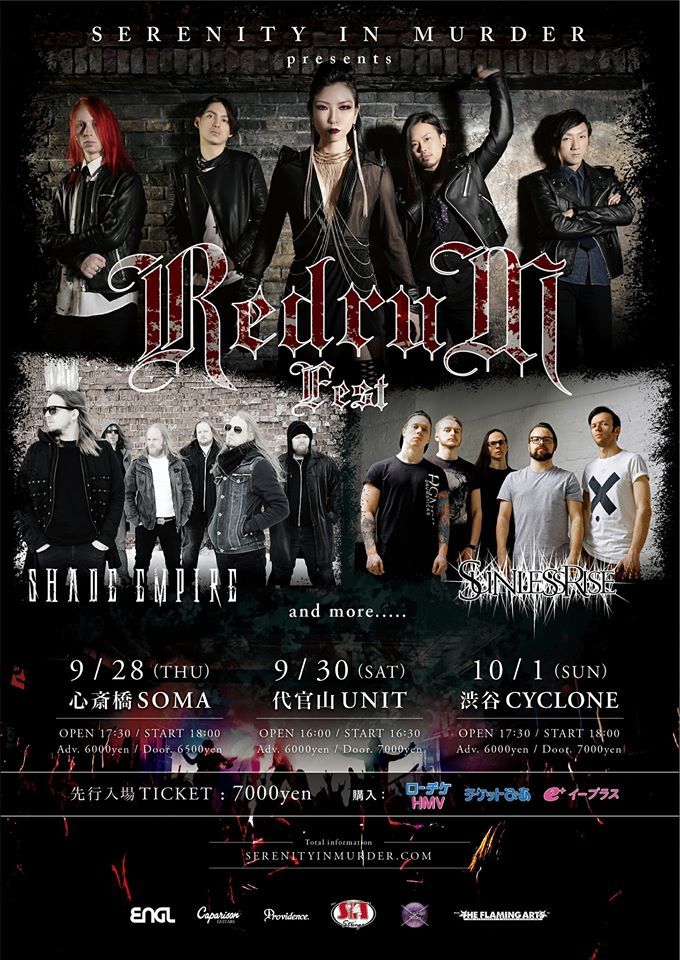 SERENITY IN MURDER
presents
RedruM
Fest
SHADE EMPIRE
SUNLESS RISE
and more.....
9/28 (THU)
心斎橋SOMA
OPEN 17:30 / START 18:00
Adv. 6000yen / Door. 6500yen
9/30 (SAT)
代官山UNIT
OPEN 16:00 / START 16:30
Adv. 6000yen / Door. 7000yen
10/1 (SUN)
渋谷CYCLONE
OPEN 17:30 / START 18:00
Adv. 6000yen / Door. 7000yen
先行入場TICKET : 7000yen 購入: ローチケHMV チケットぴあ e+イープラス
Total information
SERENITYINMURDER.COM
ENGL Caparison GUITARS Providence. SIT Strings THE FLAMING ARTS